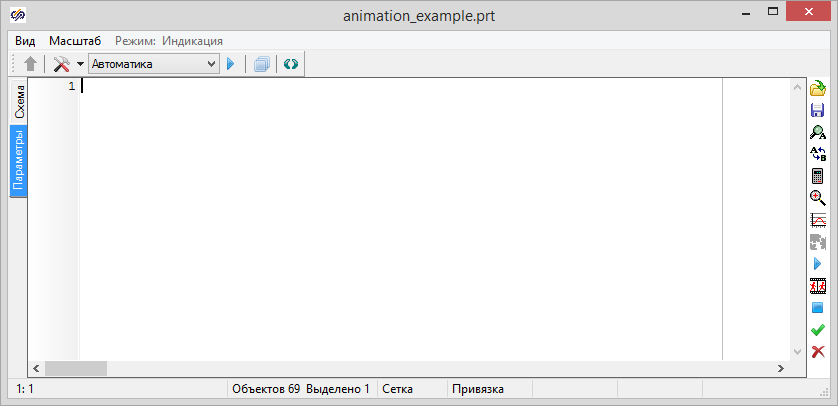 animation_example.prt
Вид Масштаб Режим: Индикация
Автоматика
Схема
Параметры
1
1: 1 Объектов 69 Выделено 1 Сетка Привязка